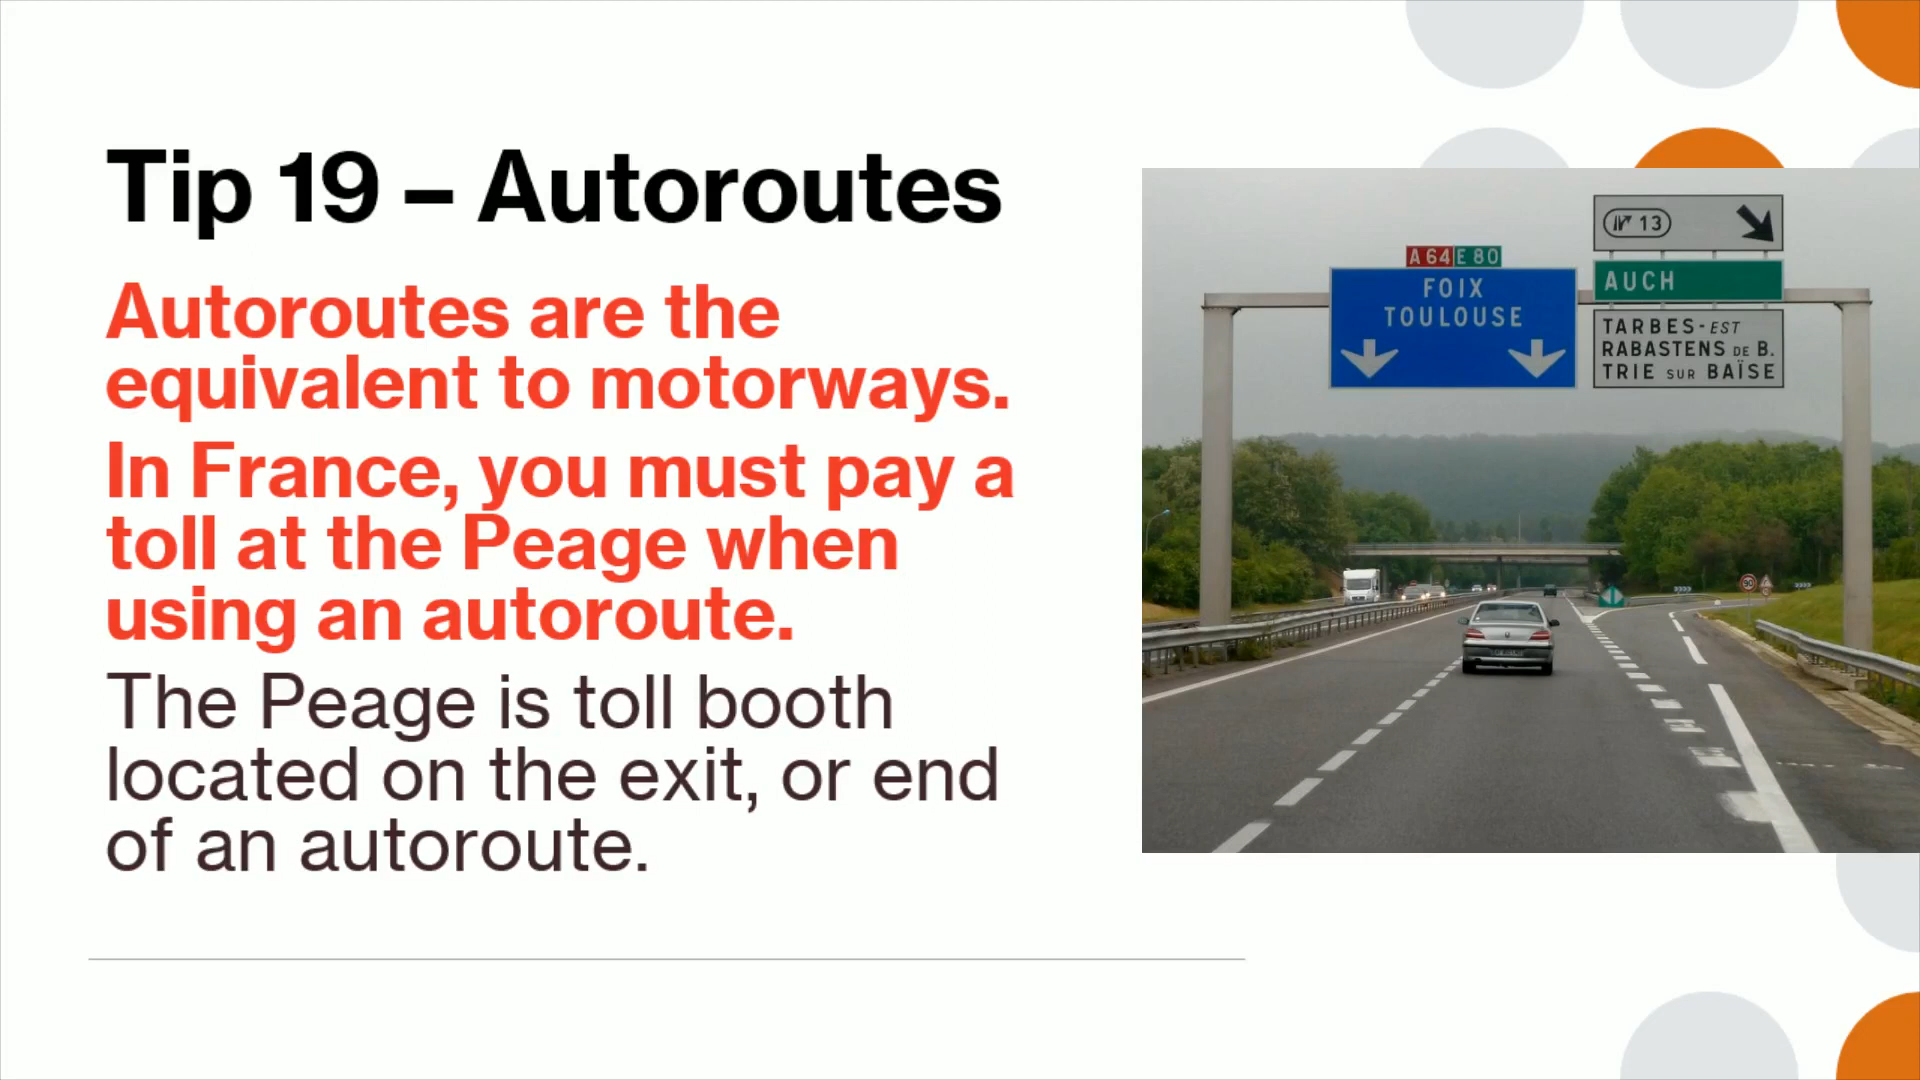 Tip 19 – Autoroutes
Autoroutes are the
equivalent to motorways.
In France, you must pay a
toll at the Peage when
using an autoroute.
The Peage is toll booth
located on the exit, or end
of an autoroute.
A 64 E 80
FOIX
TOULOUSE
13
AUCH
TARBES-EST
RABASTENS DE B.
TRIE SUR BAÏSE
90